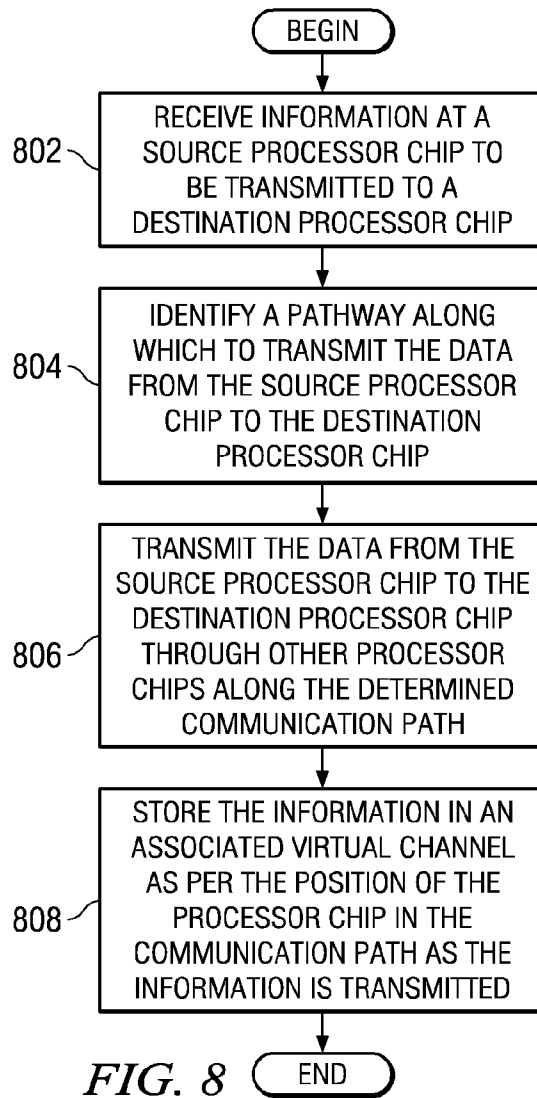 BEGIN
802
RECEIVE INFORMATION AT A
SOURCE PROCESSOR CHIP TO
BE TRANSMITTED TO A
DESTINATION PROCESSOR CHIP
804
IDENTIFY A PATHWAY ALONG
WHICH TO TRANSMIT THE DATA
FROM THE SOURCE PROCESSOR
CHIP TO THE DESTINATION
PROCESSOR CHIP
806
TRANSMIT THE DATA FROM THE
SOURCE PROCESSOR CHIP TO THE
DESTINATION PROCESSOR CHIP
THROUGH OTHER PROCESSOR
CHIPS ALONG THE DETERMINED
COMMUNICATION PATH
808
STORE THE INFORMATION IN AN
ASSOCIATED VIRTUAL CHANNEL
AS PER THE POSITION OF THE
PROCESSOR CHIP IN THE
COMMUNICATION PATH AS THE
INFORMATION IS TRANSMITTED
FIG. 8
END